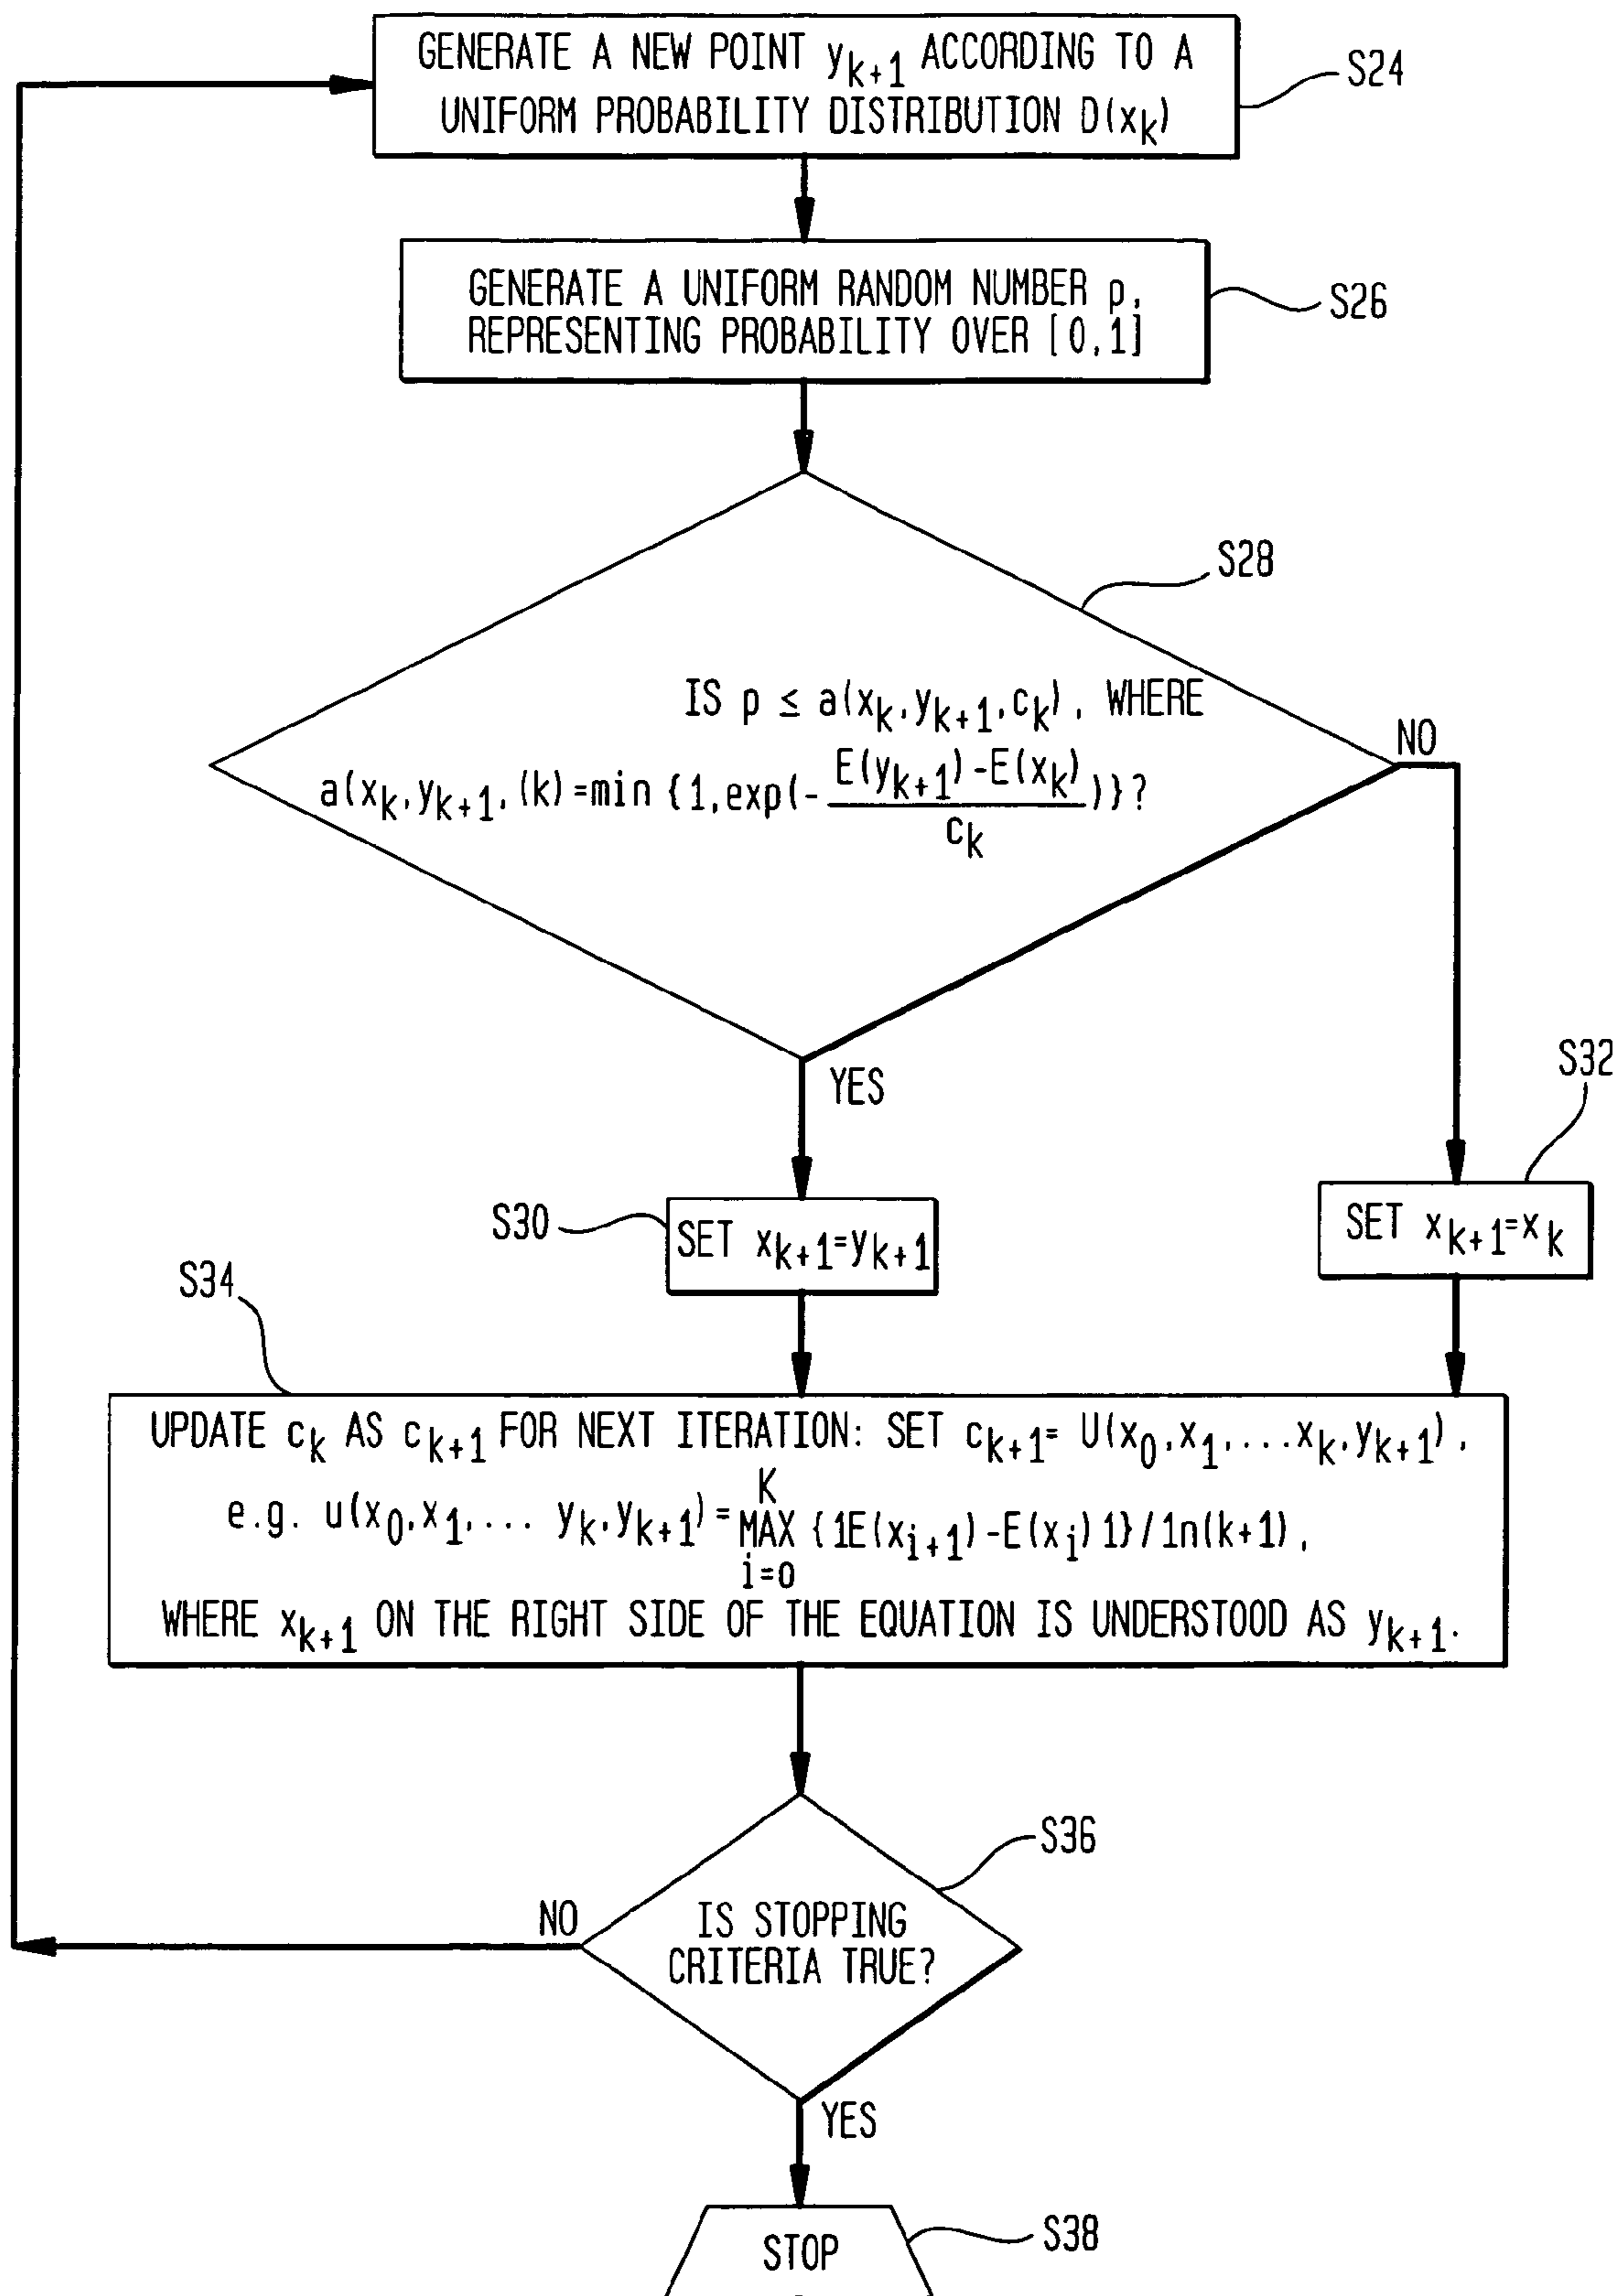 GENERATE A NEW POINT yk+1 ACCORDING TO A
UNIFORM PROBABILITY DISTRIBUTION D(xk)
S24
GENERATE A UNIFORM RANDOM NUMBER p,
REPRESENTING PROBABILITY OVER [0,1]
S26
S28
IS p ≤ a(xk,yk+1,ck), WHERE
a(xk,yk+1,(k)=min {1,exp(-E(yk+1)-E(xk)/ck)}?
NO
YES
S32
S30
SET xk+1=yk+1
SET xk+1=xk
S34
UPDATE ck AS ck+1 FOR NEXT ITERATION: SET ck+1= U(x0,x1,...xk,yk+1),
K
e.g. u(x0,x1,... yk,yk+1)=MAX {1E(xi+1)-E(xi)1}/1n(k+1),
i=0
WHERE xk+1 ON THE RIGHT SIDE OF THE EQUATION IS UNDERSTOOD AS yk+1.
S36
NO
IS STOPPING
CRITERIA TRUE?
YES
STOP
S38